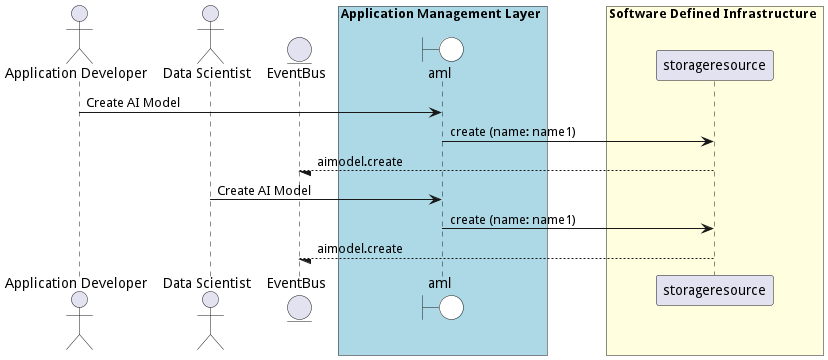 Application Management Layer
Software Defined Infrastructure
Application Developer
Data Scientist
EventBus
aml
storageresource
Create AI Model
create (name: name1)
aimodel.create
Create AI Model
create (name: name1)
aimodel.create
Application Developer
Data Scientist
EventBus
aml
storageresource